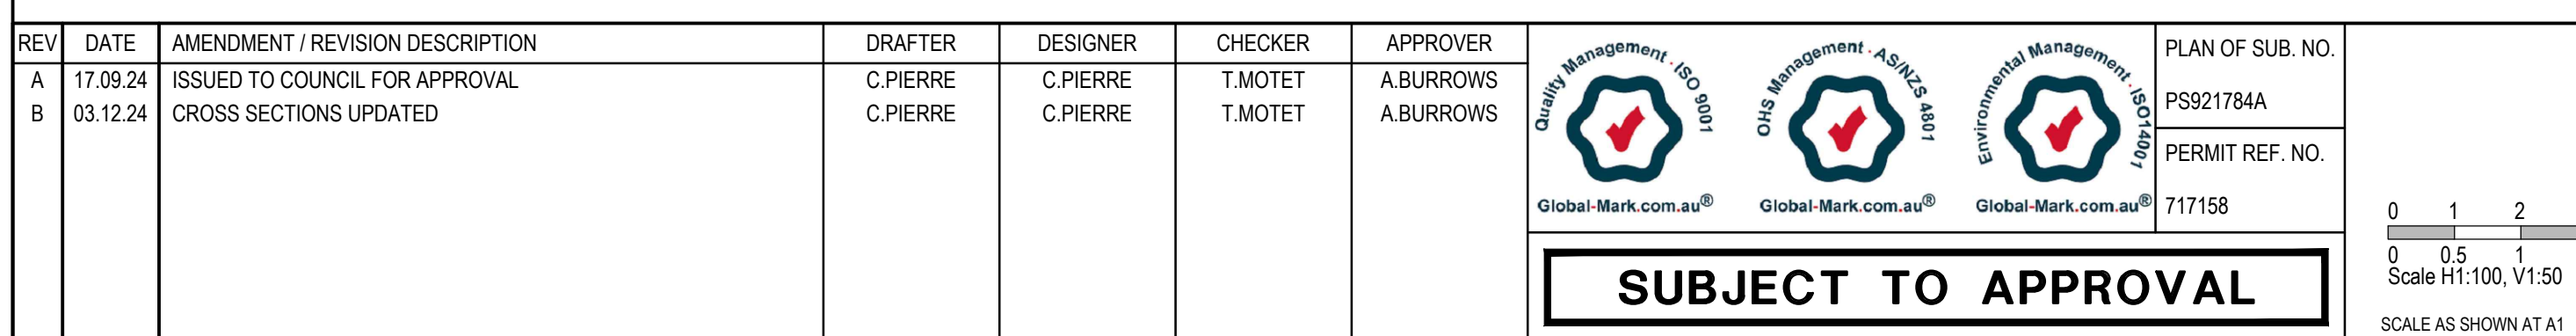 REV DATE AMENDMENT / REVISION DESCRIPTION DRAFTER DESIGNER CHECKER APPROVER
A 17.09.24 ISSUED TO COUNCIL FOR APPROVAL C.PIERRE C.PIERRE T.MOTET A.BURROWS
B 03.12.24 CROSS SECTIONS UPDATED C.PIERRE C.PIERRE T.MOTET A.BURROWS
Quality Management . ISO 9001
Global-Mark.com.au®
OHS Management . AS/NZS 4801
Global-Mark.com.au®
Environmental Management . ISO14001
Global-Mark.com.au®
PLAN OF SUB. NO.
PS921784A
PERMIT REF. NO.
717158
SUBJECT TO APPROVAL
0 1 2
0 0.5 1
Scale H1:100, V1:50
SCALE AS SHOWN AT A1